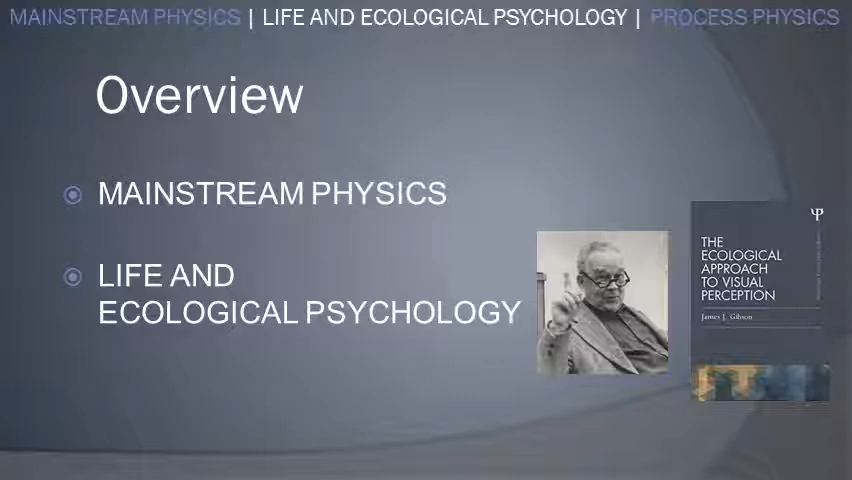 MAINSTREAM PHYSICS | LIFE AND ECOLOGICAL PSYCHOLOGY | PROCESS PHYSICS
Overview
MAINSTREAM PHYSICS
LIFE AND
ECOLOGICAL PSYCHOLOGY
Ψ
THE
ECOLOGICAL
APPROACH
TO VISUAL
PERCEPTION
James J. Gibson